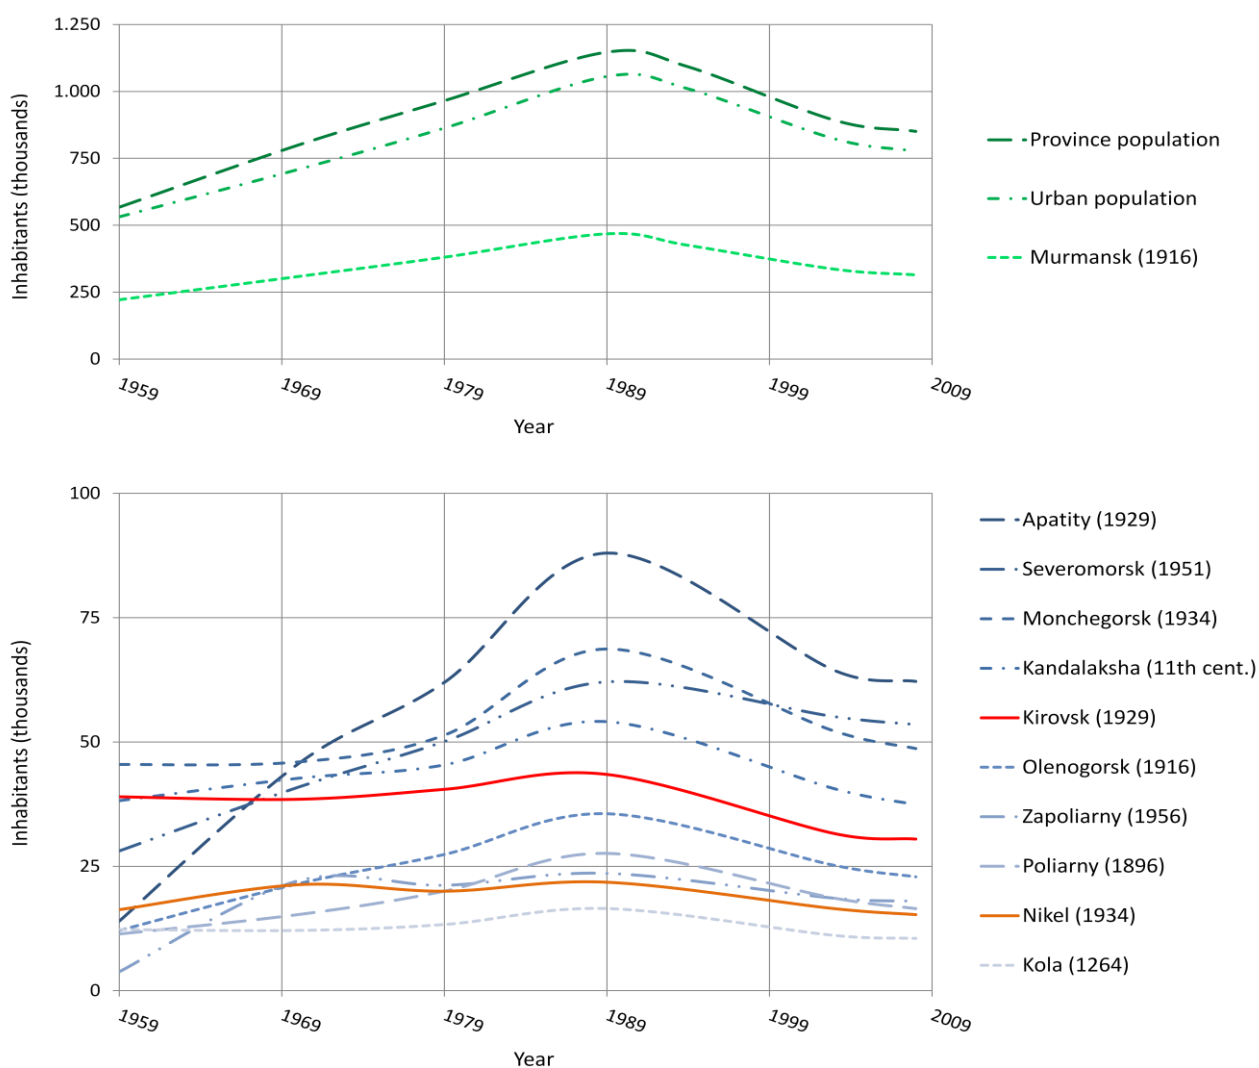 1.250
1.000
750
500
250
0
Inhabitants (thousands)
1959
1969
1979
1989
1999
2009
Year
Province population
Urban population
Murmansk (1916)
100
75
50
25
0
Inhabitants (thousands)
1959
1969
1979
1989
1999
2009
Year
Apatity (1929)
Severomorsk (1951)
Monchegorsk (1934)
Kandalaksha (11th cent.)
Kirovsk (1929)
Olenogorsk (1916)
Zapoliarny (1956)
Poliarny (1896)
Nikel (1934)
Kola (1264)